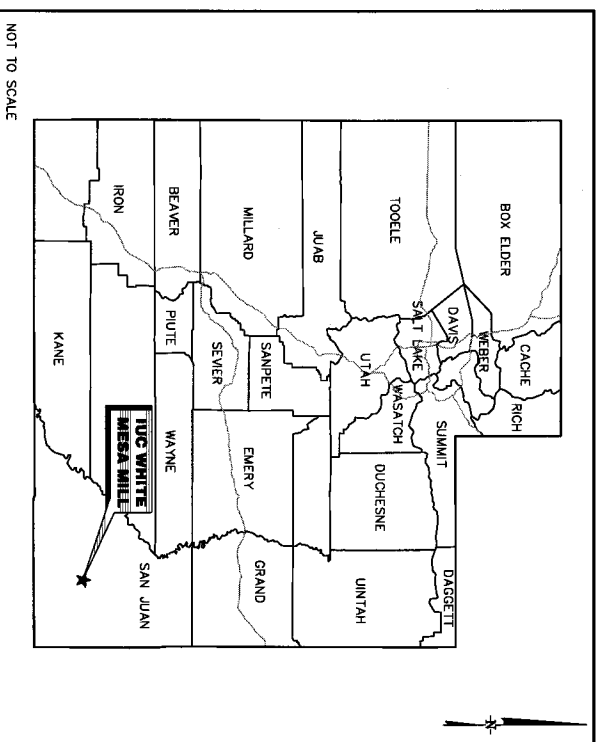 BOX ELDER
CACHE
RICH
WEBER
DAVIS
SALT LAKE
SUMMIT
DAGGETT
TOOELE
WASATCH
UTAH
DUCHESNE
UINTAH
JUAB
MILLARD
SANPETE
SEVIER
EMERY
GRAND
BEAVER
PIUTE
WAYNE
IRON
IUC WHITE
MESA MILL
SAN JUAN
KANE
N
NOT TO SCALE